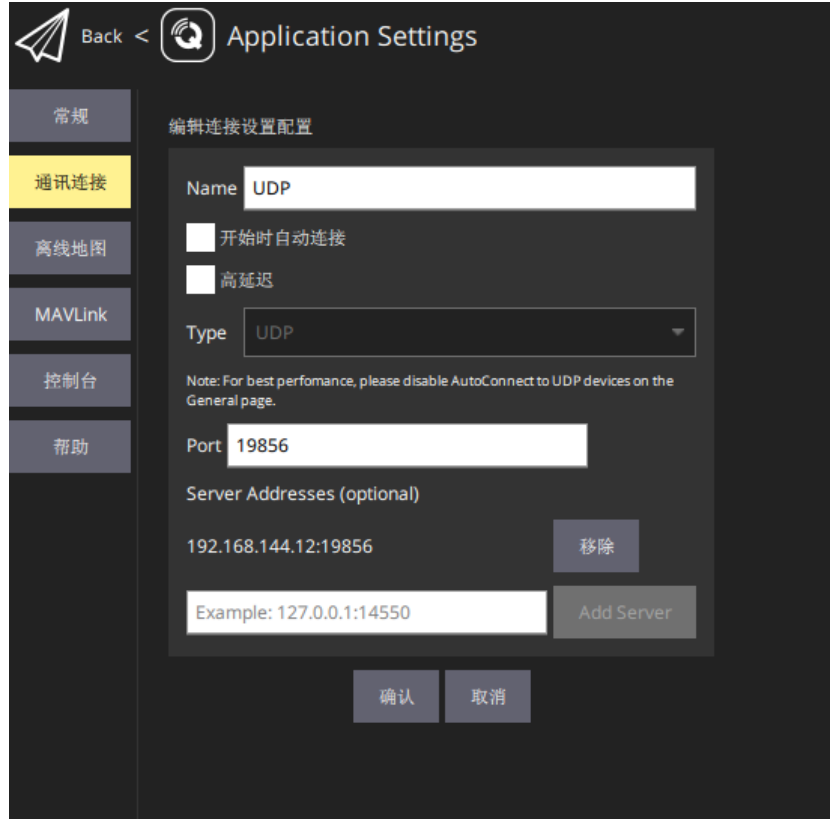 Back < Application Settings
常规
通讯连接
离线地图
MAVLink
控制台
帮助
编辑连接设置配置
Name UDP
开始时自动连接
高延迟
Type UDP
Note: For best perfomance, please disable AutoConnect to UDP devices on the
General page.
Port 19856
Server Addresses (optional)
192.168.144.12:19856 移除
Example: 127.0.0.1:14550 Add Server
确认 取消